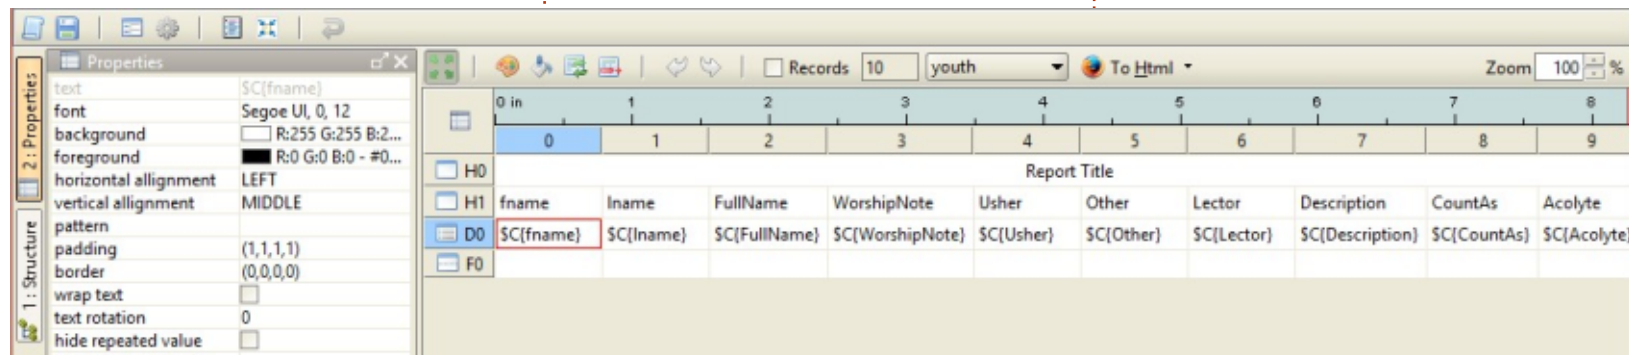 Properties
Records 10 youth To Html Zoom 100 %
text $C{fname}
font Segoe UI, 0, 12
background R:255 G:255 B:2...
foreground R:0 G:0 B:0 - #0...
horizontal allignment LEFT
vertical allignment MIDDLE
pattern
padding (1,1,1,1)
border (0,0,0,0)
wrap text
text rotation 0
hide repeated value
2 : Properties
1 : Structure
0 in 1 2 3 4 5 6 7 8
0 1 2 3 4 5 6 7 8 9
H0 Report Title
H1 fname lname FullName WorshipNote Usher Other Lector Description CountAs Acolyte
D0 $C{fname} $C{lname} $C{FullName} $C{WorshipNote} $C{Usher} $C{Other} $C{Lector} $C{Description} $C{CountAs} $C{Acolyte}
F0